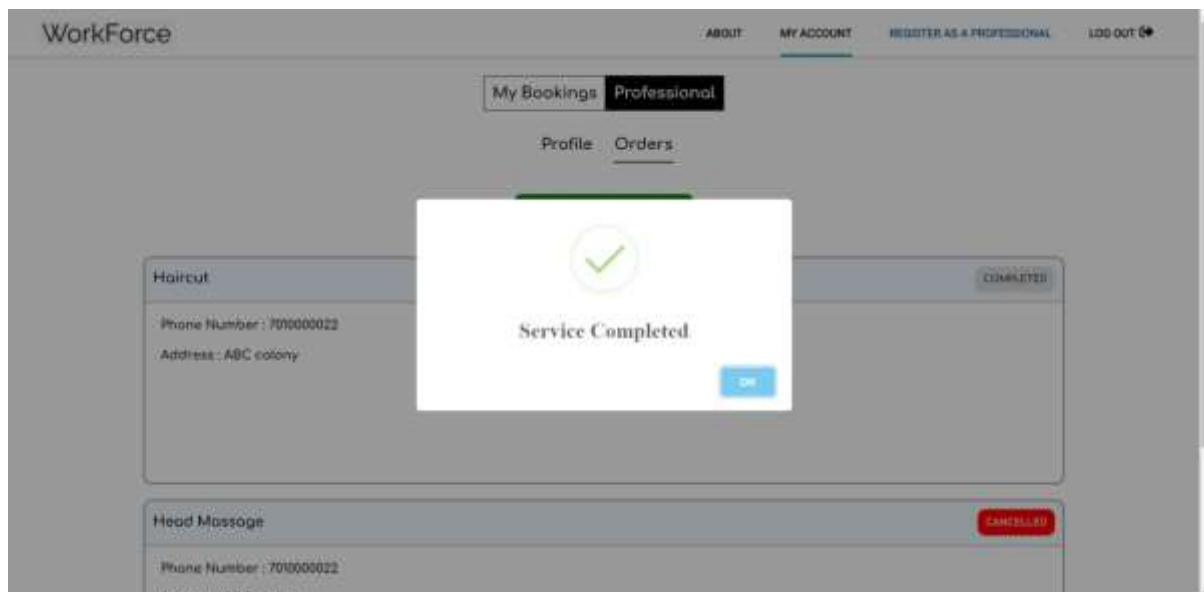 WorkForce
ABOUT
MY ACCOUNT
REGISTER AS A PROFESSIONAL
LOG OUT
My Bookings
Professional
Profile
Orders
Haircut
COMPLETED
Phone Number : 7010000022
Address : ABC colony
Service Completed
OK
Head Massage
CANCELLED
Phone Number : 7010000022